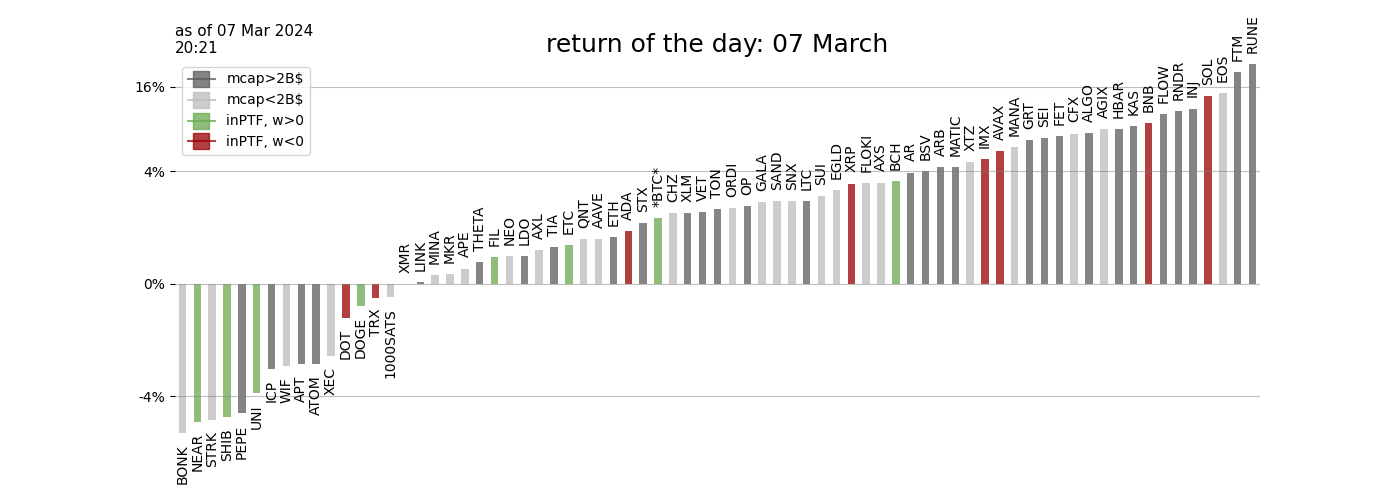 as of 07 Mar 2024
20:21
return of the day: 07 March
mcap>2B$
mcap<2B$
inPTF, w>0
inPTF, w<0
16%
4%
0%
-4%
BONK
NEAR
STRK
SHIB
PEPE
UNI
ICP
WIF
APT
ATOM
XEC
DOT
DOGE
TRX
1000SATS
XMR
LINK
MINA
MKR
APE
THETA
FIL
NEO
LDO
AXL
TIA
ETC
QNT
AAVE
ETH
ADA
STX
*BTC*
CHZ
XLM
VET
TON
ORDI
OP
GALA
SAND
SNX
LTC
SUI
EGLD
XRP
FLOKI
AXS
BCH
AR
BSV
ARB
MATIC
XTZ
IMX
AVAX
MANA
GRT
SEI
FET
CFX
ALGO
AGIX
HBAR
KAS
BNB
FLOW
RNDR
INJ
SOL
EOS
FTM
RUNE